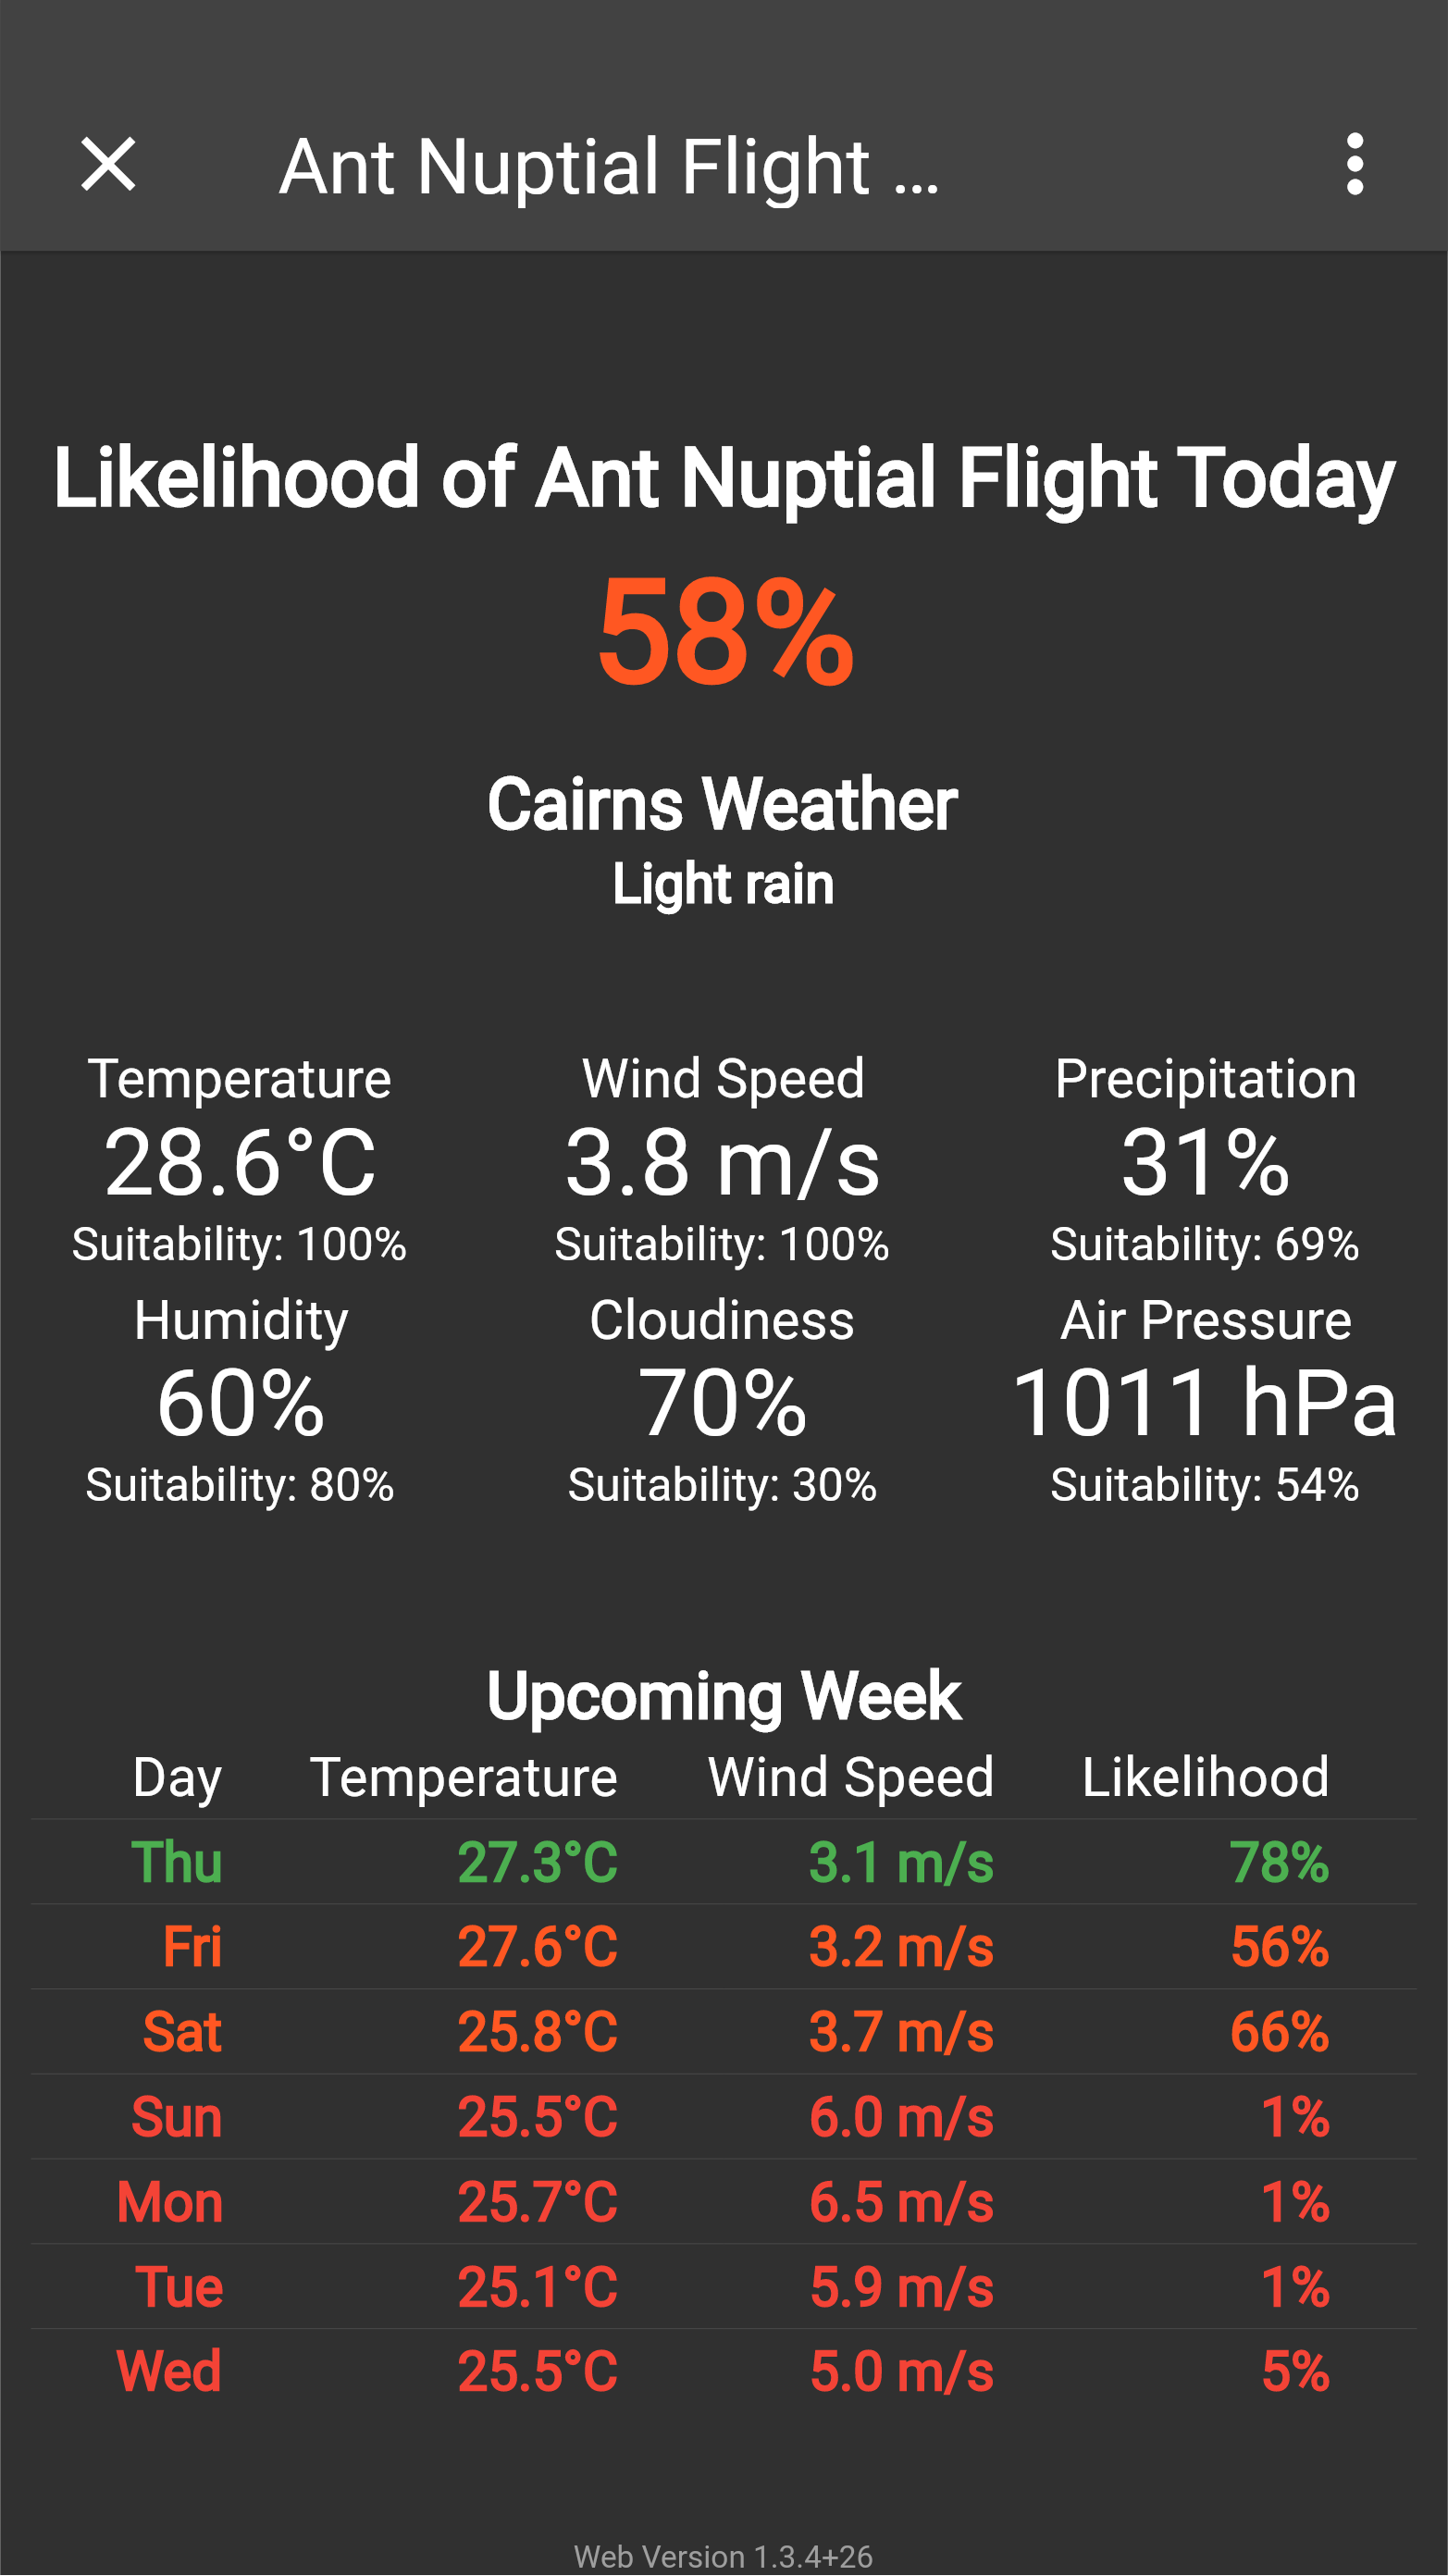 Ant Nuptial Flight ...
Likelihood of Ant Nuptial Flight Today
58%
Cairns Weather
Light rain
Temperature Wind Speed Precipitation
28.6°C 3.8 m/s 31%
Suitability: 100% Suitability: 100% Suitability: 69%
Humidity Cloudiness Air Pressure
60% 70% 1011 hPa
Suitability: 80% Suitability: 30% Suitability: 54%
Upcoming Week
Day Temperature Wind Speed Likelihood
Thu 27.3°C 3.1 m/s 78%
Fri 27.6°C 3.2 m/s 56%
Sat 25.8°C 3.7 m/s 66%
Sun 25.5°C 6.0 m/s 1%
Mon 25.7°C 6.5 m/s 1%
Tue 25.1°C 5.9 m/s 1%
Wed 25.5°C 5.0 m/s 5%
Web Version 1.3.4+26